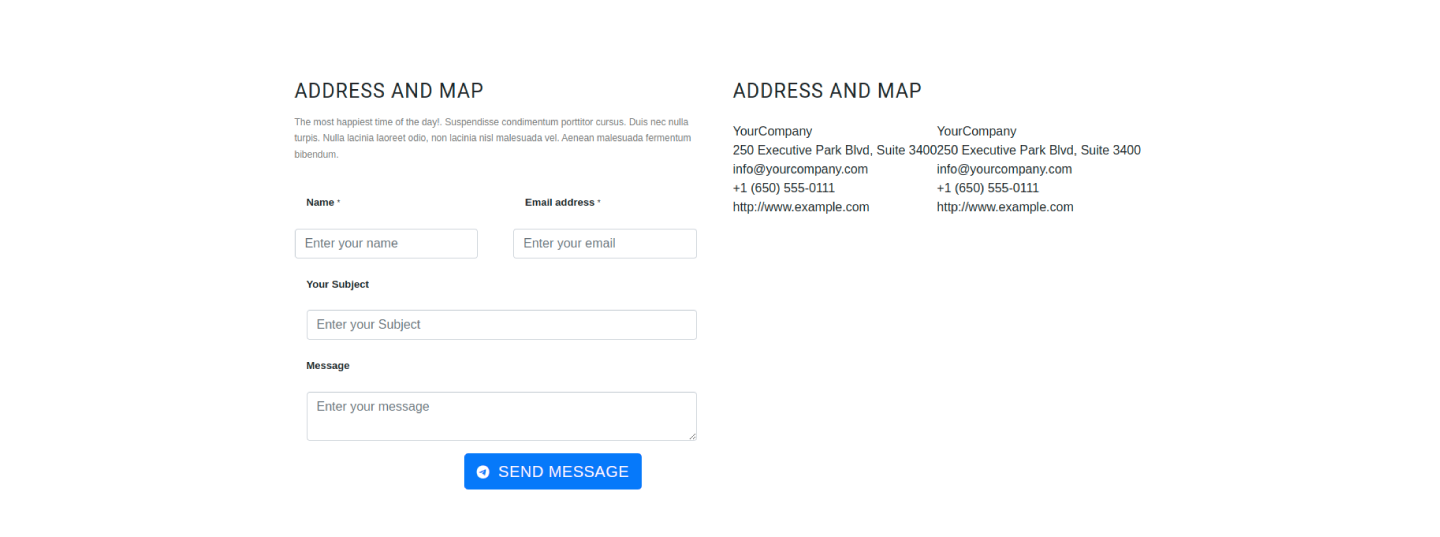 ADDRESS AND MAP
The most happiest time of the day!. Suspendisse condimentum porttitor cursus. Duis nec nulla
turpis. Nulla lacinia laoreet odio, non lacinia nisl malesuada vel. Aenean malesuada fermentum
bibendum.
Name *
Email address *
Enter your name
Enter your email
Your Subject
Enter your Subject
Message
Enter your message
SEND MESSAGE
ADDRESS AND MAP
YourCompany
250 Executive Park Blvd, Suite 3400
info@yourcompany.com
+1 (650) 555-0111
http://www.example.com
YourCompany
250 Executive Park Blvd, Suite 3400
info@yourcompany.com
+1 (650) 555-0111
http://www.example.com